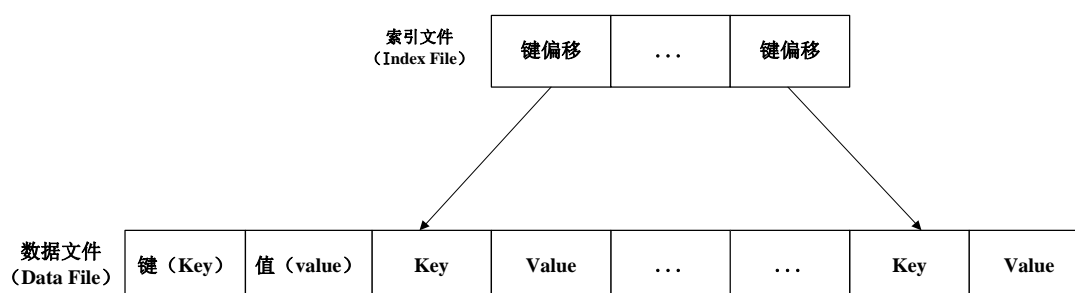 索引文件
（Index File）
键偏移
...
键偏移
数据文件
（Data File）
键（Key）
值（value）
Key
Value
...
...
Key
Value